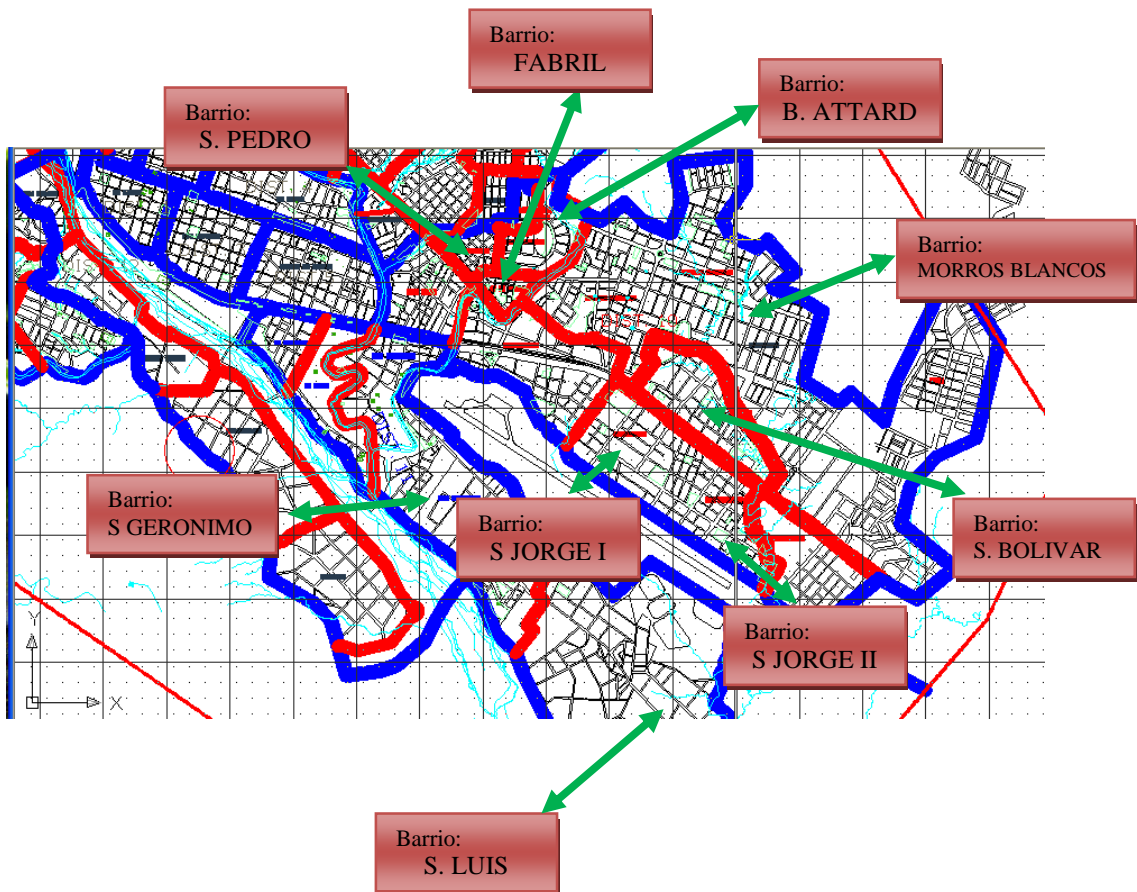 Barrio:
FABRIL
Barrio:
B. ATTARD
Barrio:
S. PEDRO
Barrio:
MORROS BLANCOS
Barrio:
S GERONIMO
Barrio:
S JORGE I
Barrio:
S. BOLIVAR
Barrio:
S JORGE II
Y
X
Barrio:
S. LUIS